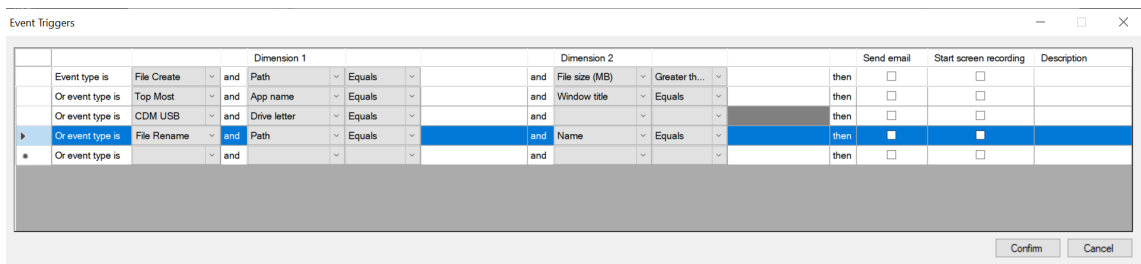 Event Triggers
Dimension 1 Dimension 2 Send email Start screen recording Description
Event type is File Create and Path Equals and File size (MB) Greater th... then
Or event type is Top Most and App name Equals and Window title Equals then
Or event type is CDM USB and Drive letter Equals and then
Or event type is File Rename and Path Equals and Name Equals then
Or event type is and and then
Confirm Cancel